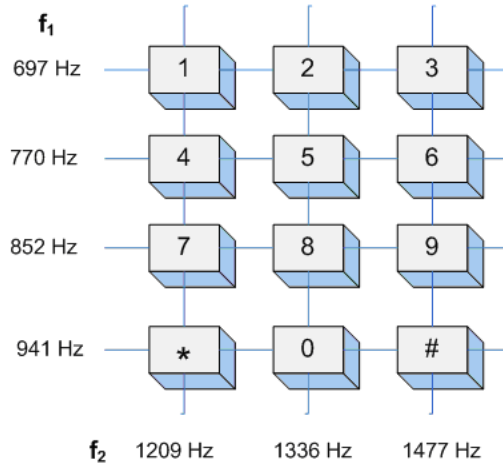 f₁
697 Hz 1 2 3
770 Hz 4 5 6
852 Hz 7 8 9
941 Hz * 0 #
f₂ 1209 Hz 1336 Hz 1477 Hz